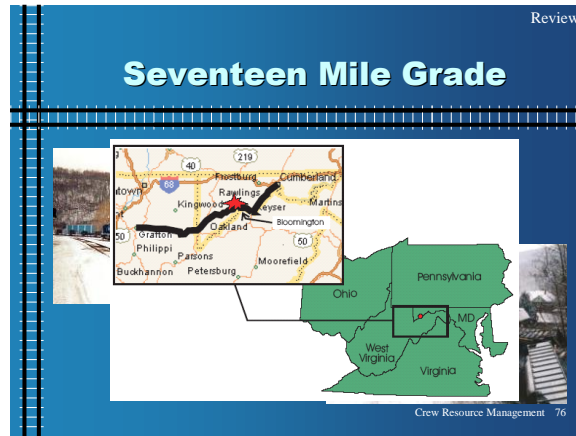 Review
Seventeen Mile Grade
219
40
68
Frostburg
Cumberland
town
Rawlings
Kingwood
Keyser
Martins
Bloomington
Oakland
50
Grafton
50
Philippi
Parsons
Moorefield
Buckhannon
Petersburg
Pennsylvania
Ohio
MD
West
Virginia
Virginia
Crew Resource Management 76